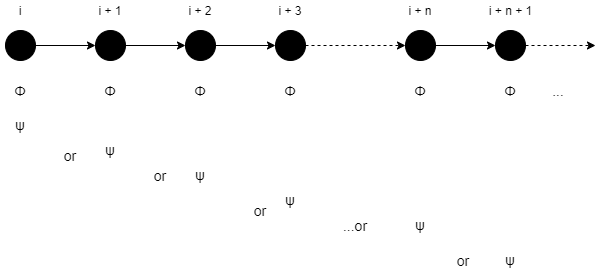 i i + 1 i + 2 i + 3 i + n i + n + 1
Φ Φ Φ Φ Φ Φ ...
ψ
or ψ
or ψ
or ψ
...or ψ
or ψ